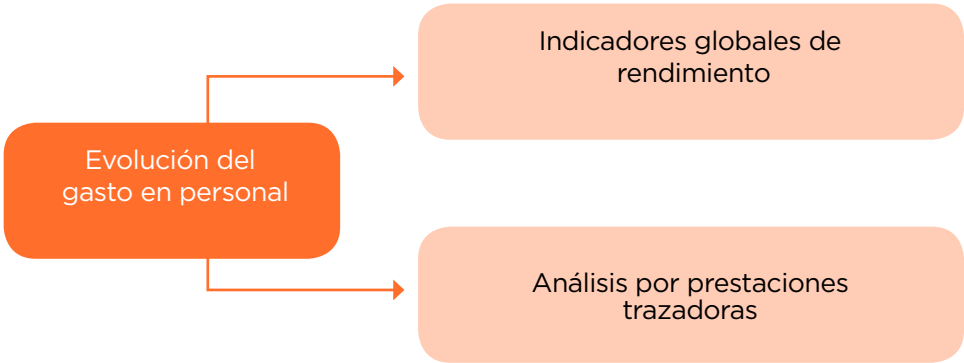 Indicadores globales de
rendimiento
Evolución del
gasto en personal
Análisis por prestaciones
trazadoras